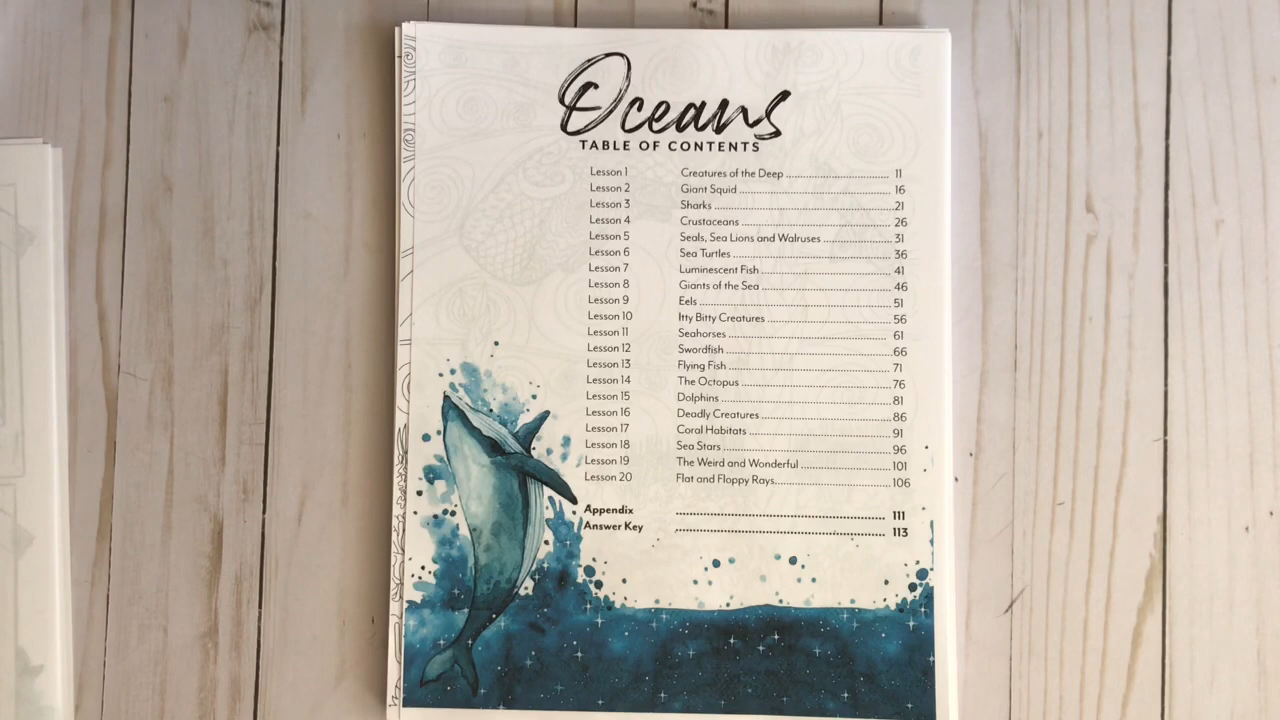 Oceans
TABLE OF CONTENTS
Lesson 1 Creatures of the Deep 11
Lesson 2 Giant Squid 16
Lesson 3 Sharks 21
Lesson 4 Crustaceans 26
Lesson 5 Seals, Sea Lions and Walruses 31
Lesson 6 Sea Turtles 36
Lesson 7 Luminescent Fish 41
Lesson 8 Giants of the Sea 46
Lesson 9 Eels 51
Lesson 10 Itty Bitty Creatures 56
Lesson 11 Seahorses 61
Lesson 12 Swordfish 66
Lesson 13 Flying Fish 71
Lesson 14 The Octopus 76
Lesson 15 Dolphins 81
Lesson 16 Deadly Creatures 86
Lesson 17 Coral Habitats 91
Lesson 18 Sea Stars 96
Lesson 19 The Weird and Wonderful 101
Lesson 20 Flat and Floppy Rays 106
Appendix 111
Answer Key 113